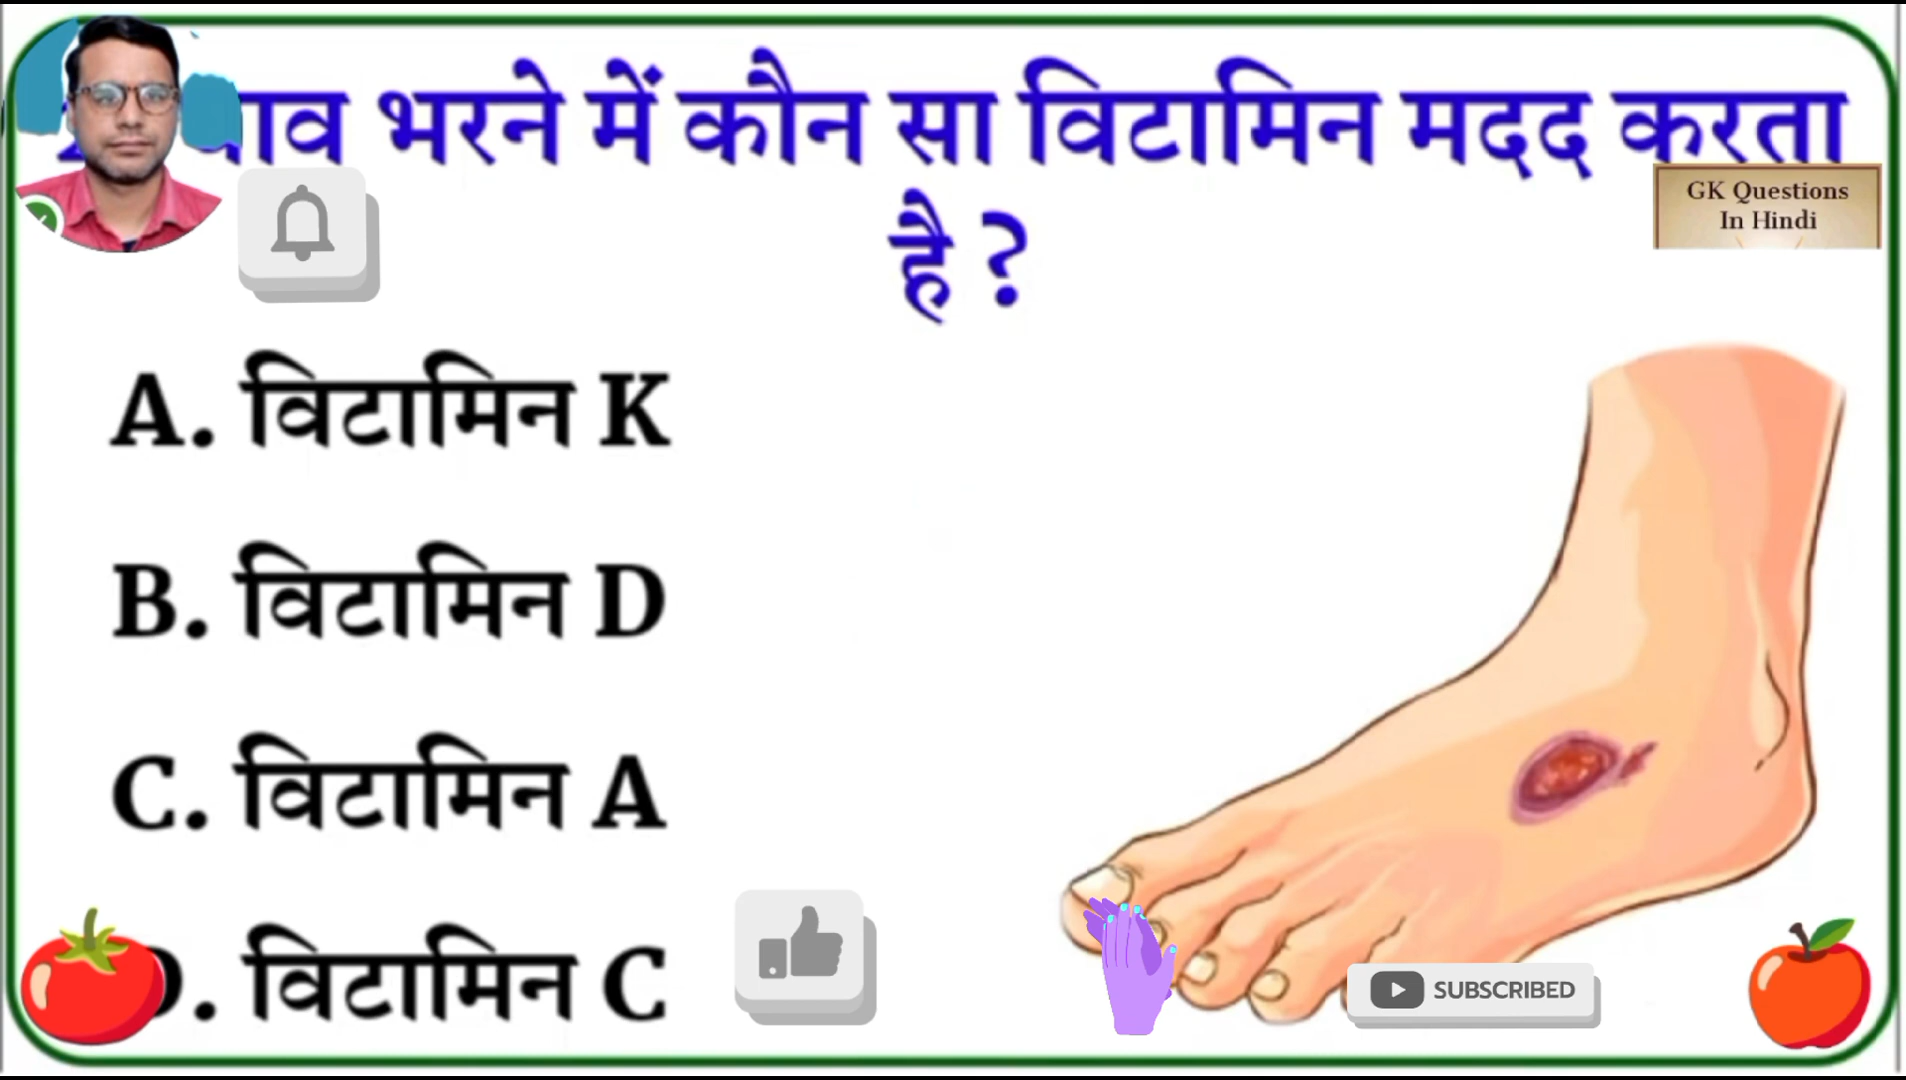 भरने में कौन सा विटामिन मदद करता
है ?
GK Questions
In Hindi
A. विटामिन K
B. विटामिन D
C. विटामिन A
D. विटामिन C
SUBSCRIBED